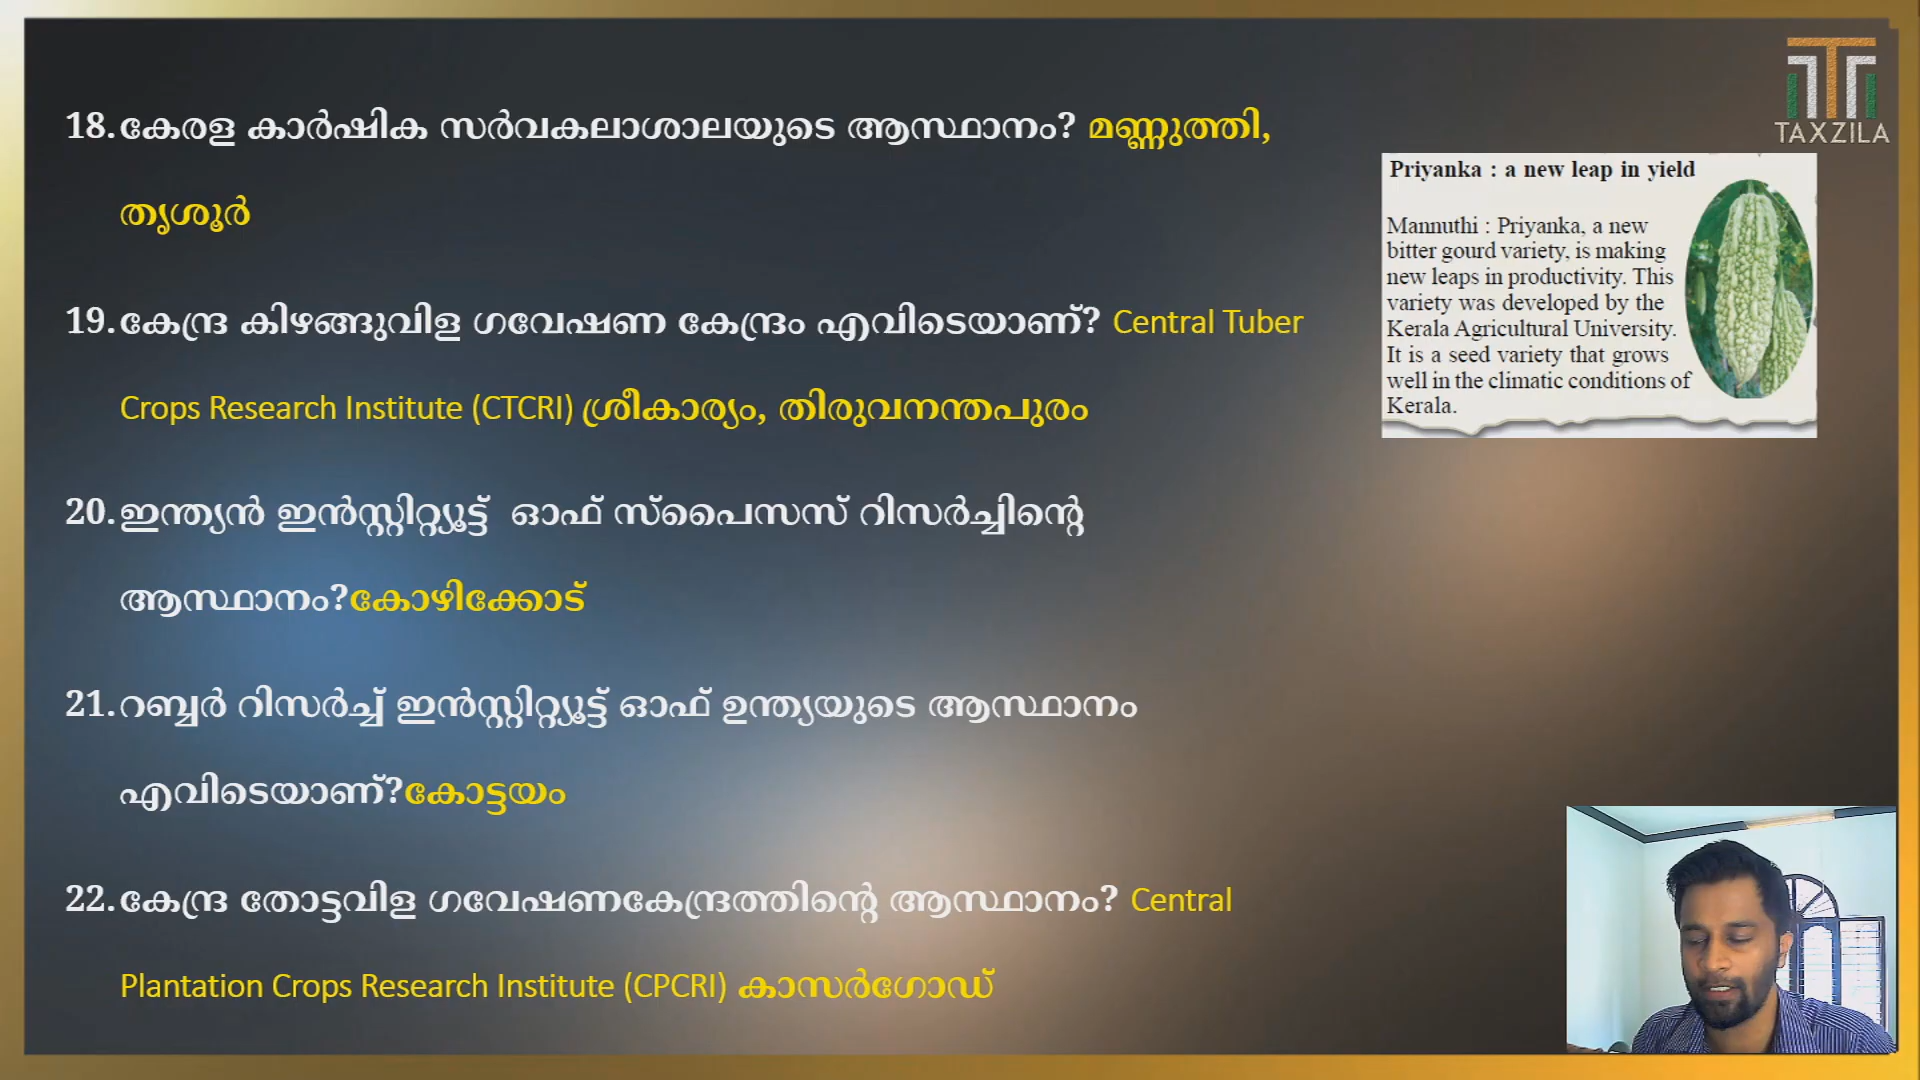 18. കേരള കാർഷിക സർവകലാശാലയുടെ ആസ്ഥാനം? മണ്ണുത്തി,
തൃശൂർ
19. കേന്ദ്ര കിഴങ്ങുവിള ഗവേഷണ കേന്ദ്രം എവിടെയാണ്? Central Tuber
Crops Research Institute (CTCRI) ശ്രീകാര്യം, തിരുവനന്തപുരം
20. ഇന്ത്യൻ ഇൻസ്റ്റിറ്റ്യൂട്ട് ഓഫ് സ്പൈസസ് റിസർച്ചിന്റെ
ആസ്ഥാനം?കോഴിക്കോട്
21. റബ്ബർ റിസർച്ച് ഇൻസ്റ്റിറ്റ്യൂട്ട് ഓഫ് ഉന്ത്യയുടെ ആസ്ഥാനം
എവിടെയാണ്?കോട്ടയം
22. കേന്ദ്ര തോട്ടവിള ഗവേഷണകേന്ദ്രത്തിന്റെ ആസ്ഥാനം? Central
Plantation Crops Research Institute (CPCRI) കാസർഗോഡ്
TAXZILA
Priyanka : a new leap in yield
Mannuthi : Priyanka, a new
bitter gourd variety, is making
new leaps in productivity. This
variety was developed by the
Kerala Agricultural University.
It is a seed variety that grows
well in the climatic conditions of
Kerala.